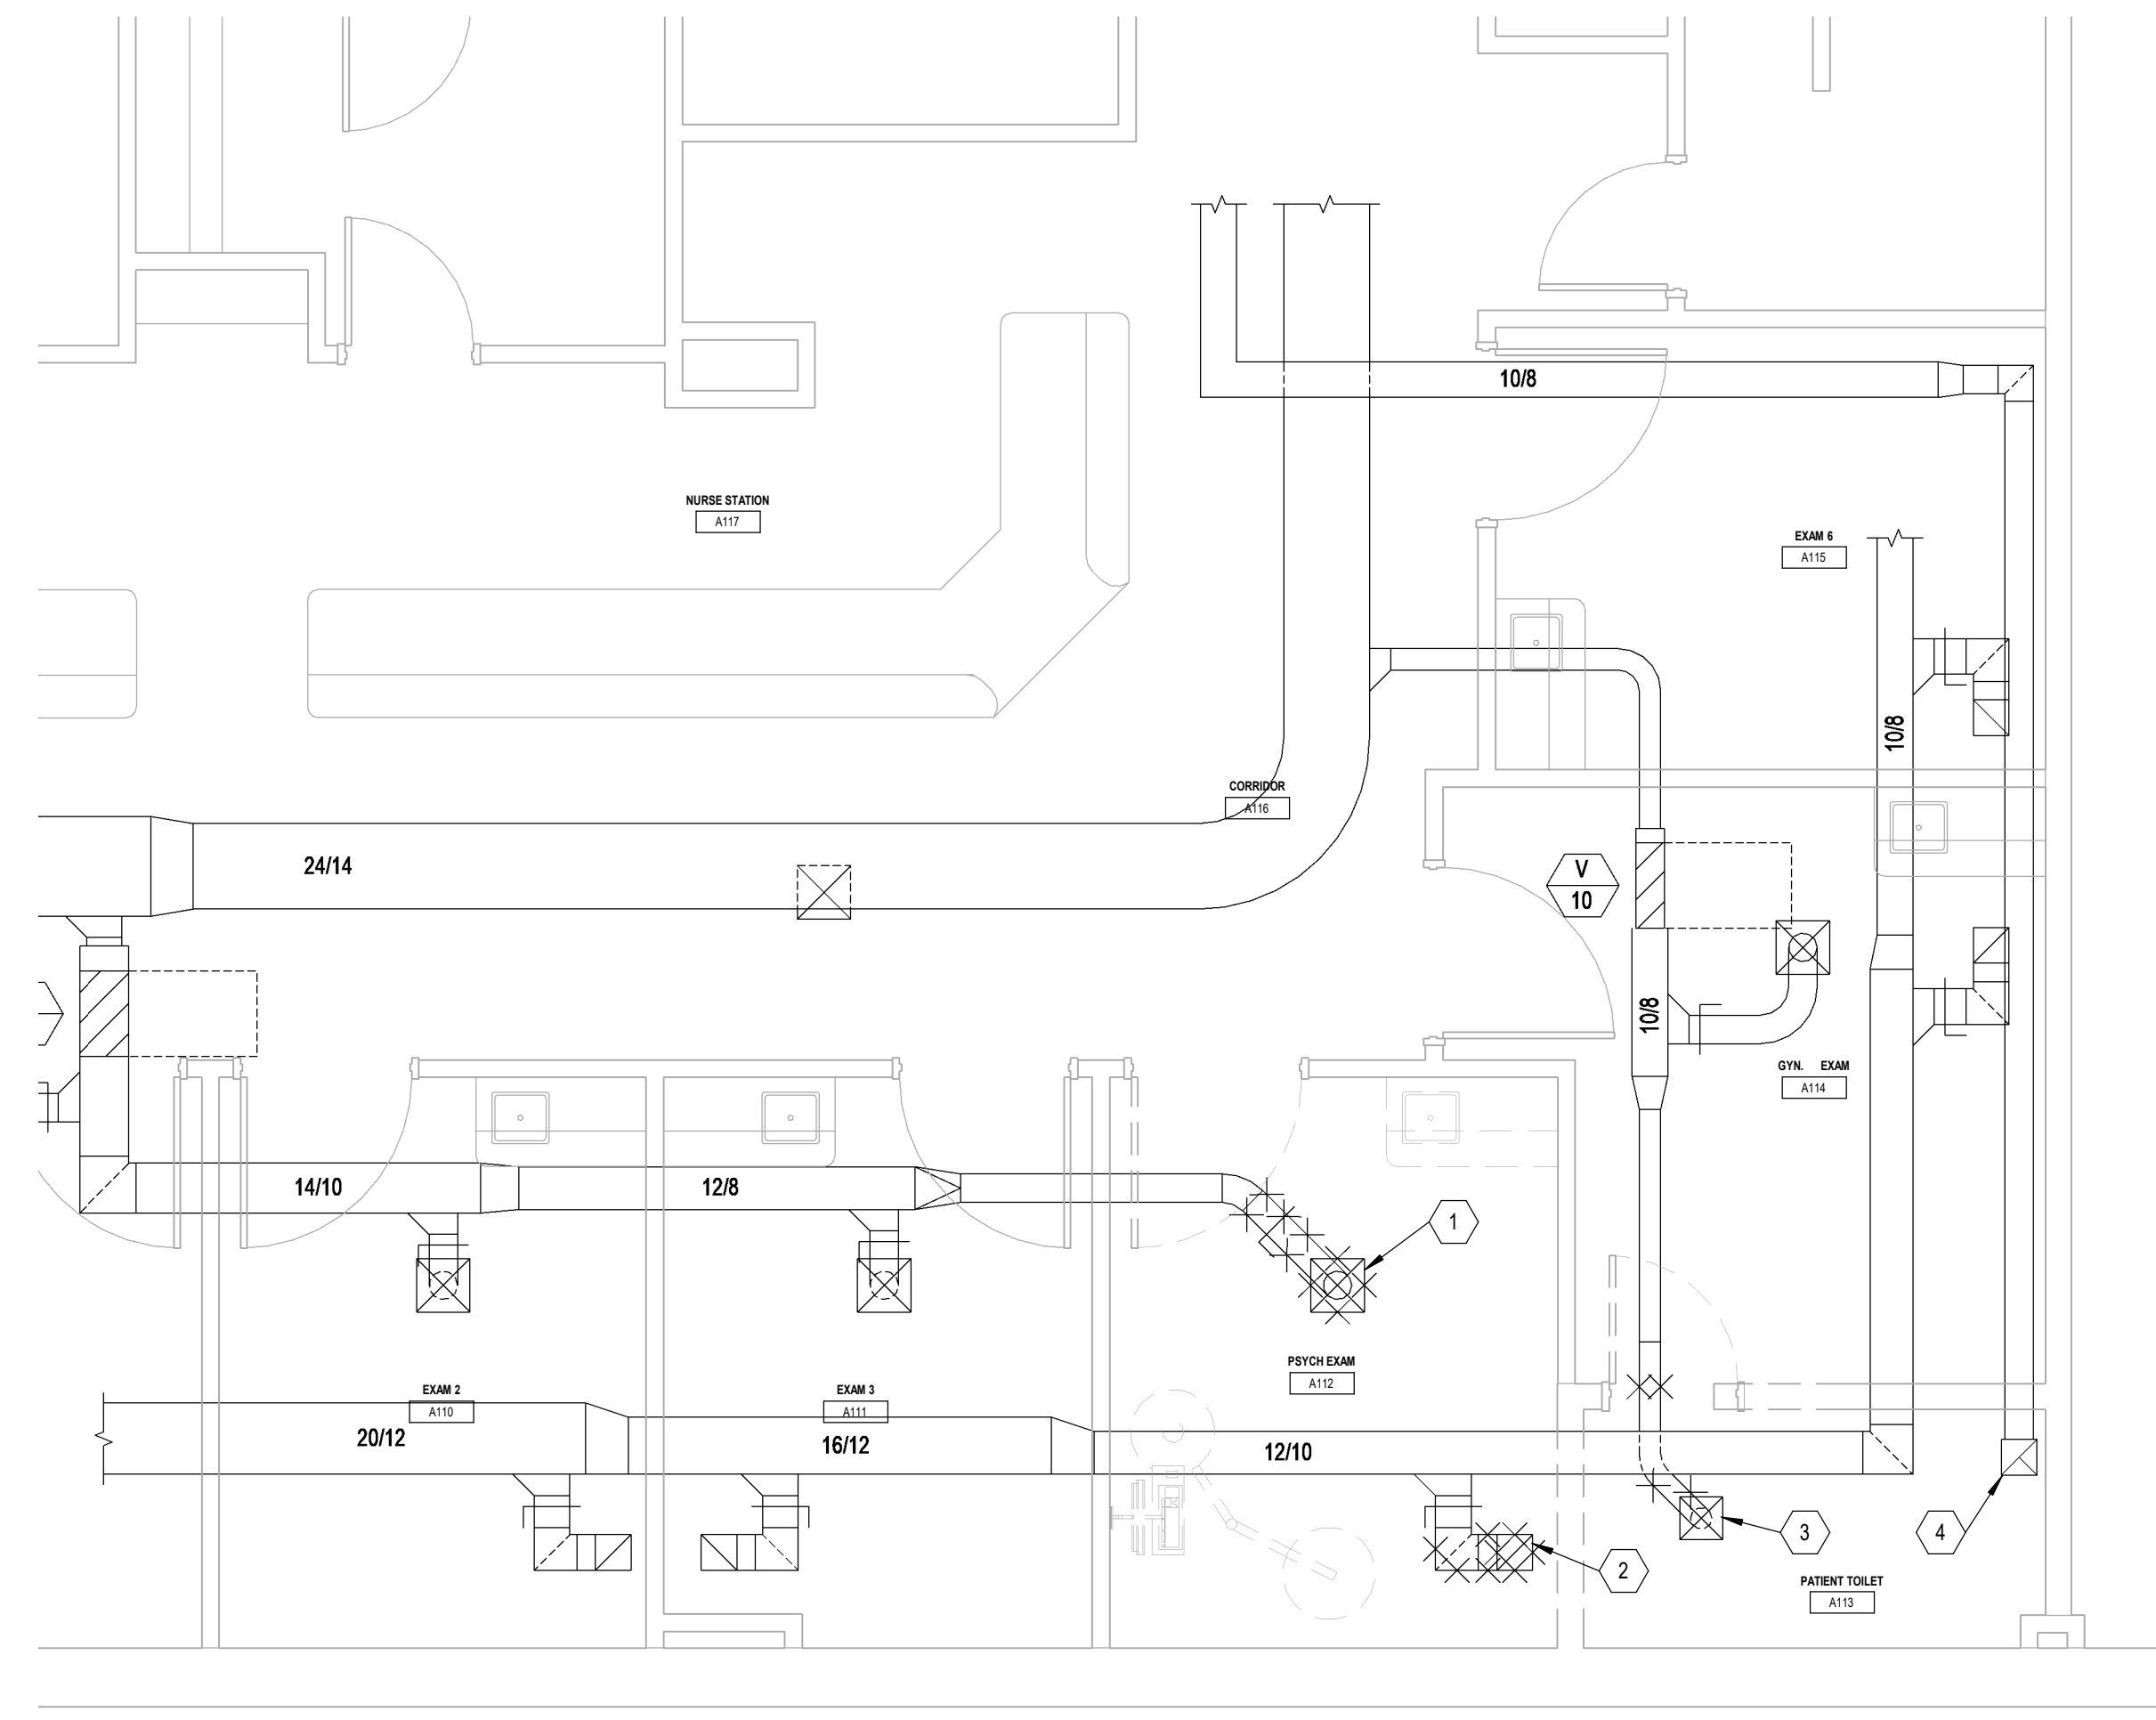 10/8
NURSE STATION
A117
EXAM 6
A115
10/8
CORRIDOR
A116
24/14
V
10
10/8
GYN. EXAM
A114
14/10
12/8
1
PSYCH EXAM
A112
EXAM 2
A110
EXAM 3
A111
20/12
16/12
12/10
2
3
4
PATIENT TOILET
A113